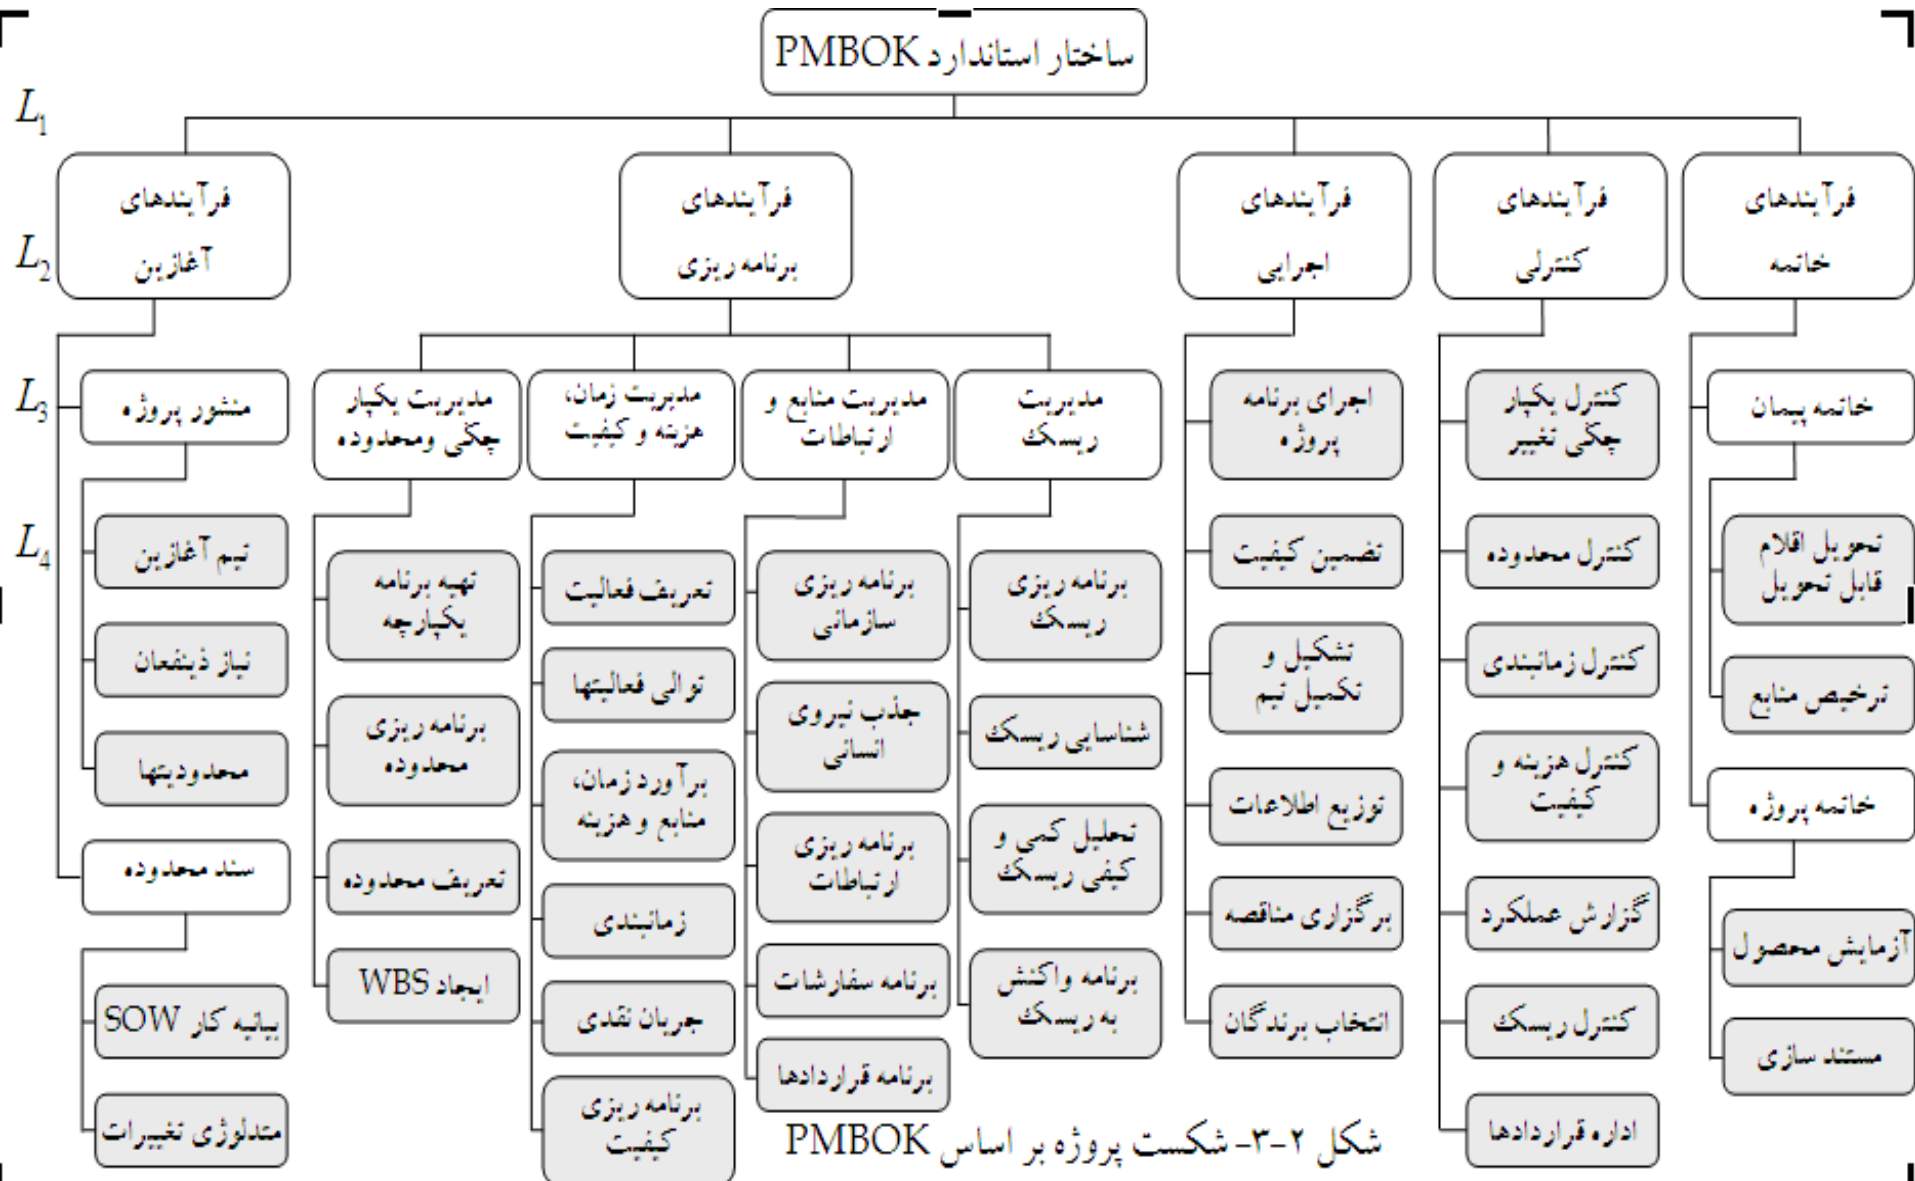 ساختار استاندارد PMBOK
L1
فرآیندهای
آغازین
فرآیندهای
برنامه ریزی
فرآیندهای
اجرایی
فرآیندهای
کنترلی
فرآیندهای
خاتمه
L2
L3
منشور پروژه
مدیریت یکپار
چگی ومحدوده
مدیریت زمان،
هزینه و کیفیت
مدیریت منابع و
ارتباطات
مدیریت
ریسک
اجرای برنامه
پروژه
کنترل یکپار
چگی تغییر
خاتمه پیمان
L4
تیم آغازین
نیاز ذینفعان
محدودیتها
سند محدوده
بیانیه کار SOW
متدلوژی تغییرات
تهیه برنامه
یکپارچه
برنامه ریزی
محدوده
تعریف محدوده
ایجاد WBS
تعریف فعالیت
توالی فعالیتها
برآورد زمان،
منابع و هزینه
زمانبندی
جریان نقدی
برنامه ریزی
کیفیت
برنامه ریزی
سازمانی
جذب نیروی
انسانی
برنامه ریزی
ارتباطات
برنامه سفارشات
برنامه قراردادها
برنامه ریزی
ریسک
شناسایی ریسک
تحلیل کمی و
کیفی ریسک
برنامه واکنش
به ریسک
تضمین کیفیت
تشکیل و
تکمیل تیم
توزیع اطلاعات
برگزاری مناقصه
انتخاب برندگان
کنترل محدوده
کنترل زمانبندی
کنترل هزینه و
کیفیت
گزارش عملکرد
کنترل ریسک
اداره قراردادها
تحویل اقلام
قابل تحویل
ترخیص منابع
خاتمه پروژه
آزمایش محصول
مستند سازی
شکل ۲-۳- شکست پروژه بر اساس PMBOK